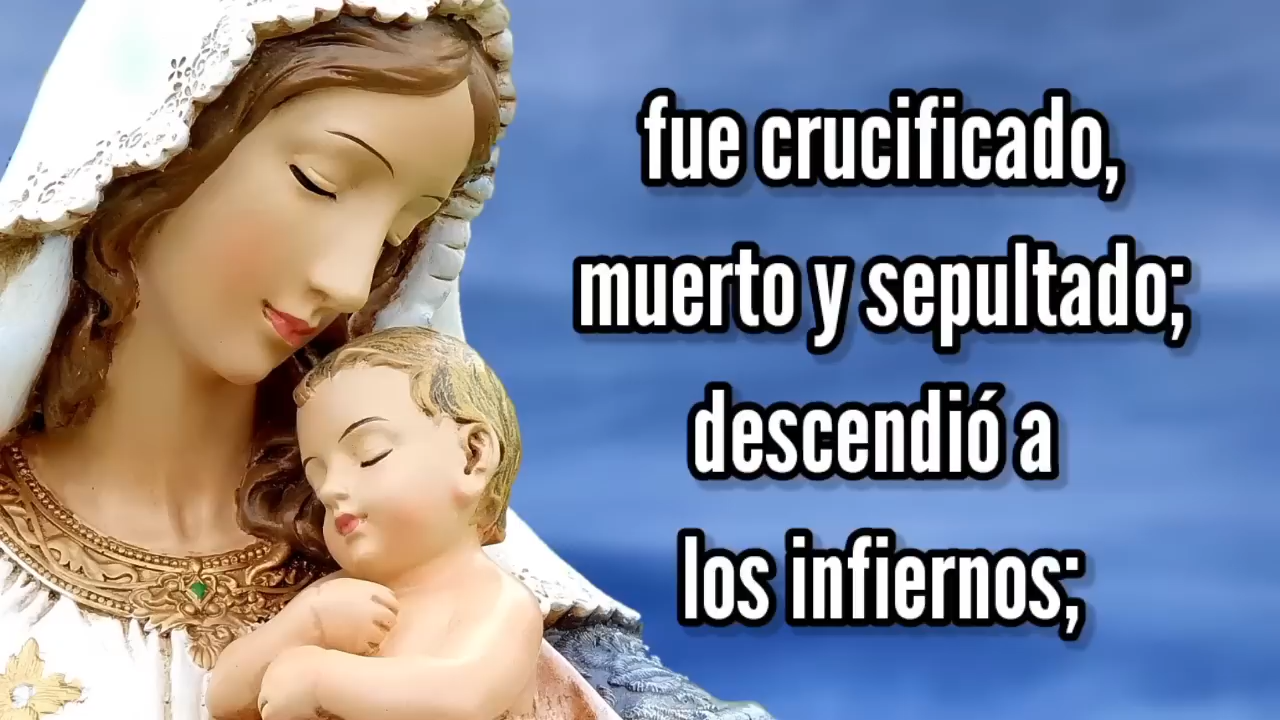 fue crucificado,
muerto y sepultado;
descendió a
los infiernos;